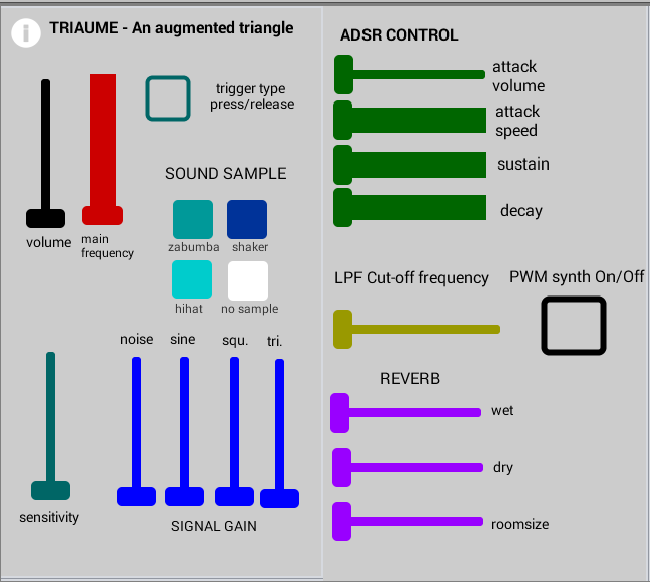 i
TRIAUME - An augmented triangle
trigger type
press/release
volume
main
frequency
SOUND SAMPLE
zabumba
shaker
hihat
no sample
noise
sine
squ.
tri.
sensitivity
SIGNAL GAIN
ADSR CONTROL
attack
volume
attack
speed
sustain
decay
LPF Cut-off frequency
PWM synth On/Off
REVERB
wet
dry
roomsize